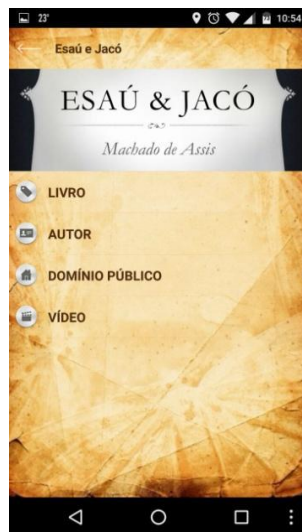 23°
10:54
Esaú e Jacó
ESAÚ & JACÓ
Machado de Assis
LIVRO
AUTOR
DOMÍNIO PÚBLICO
VÍDEO